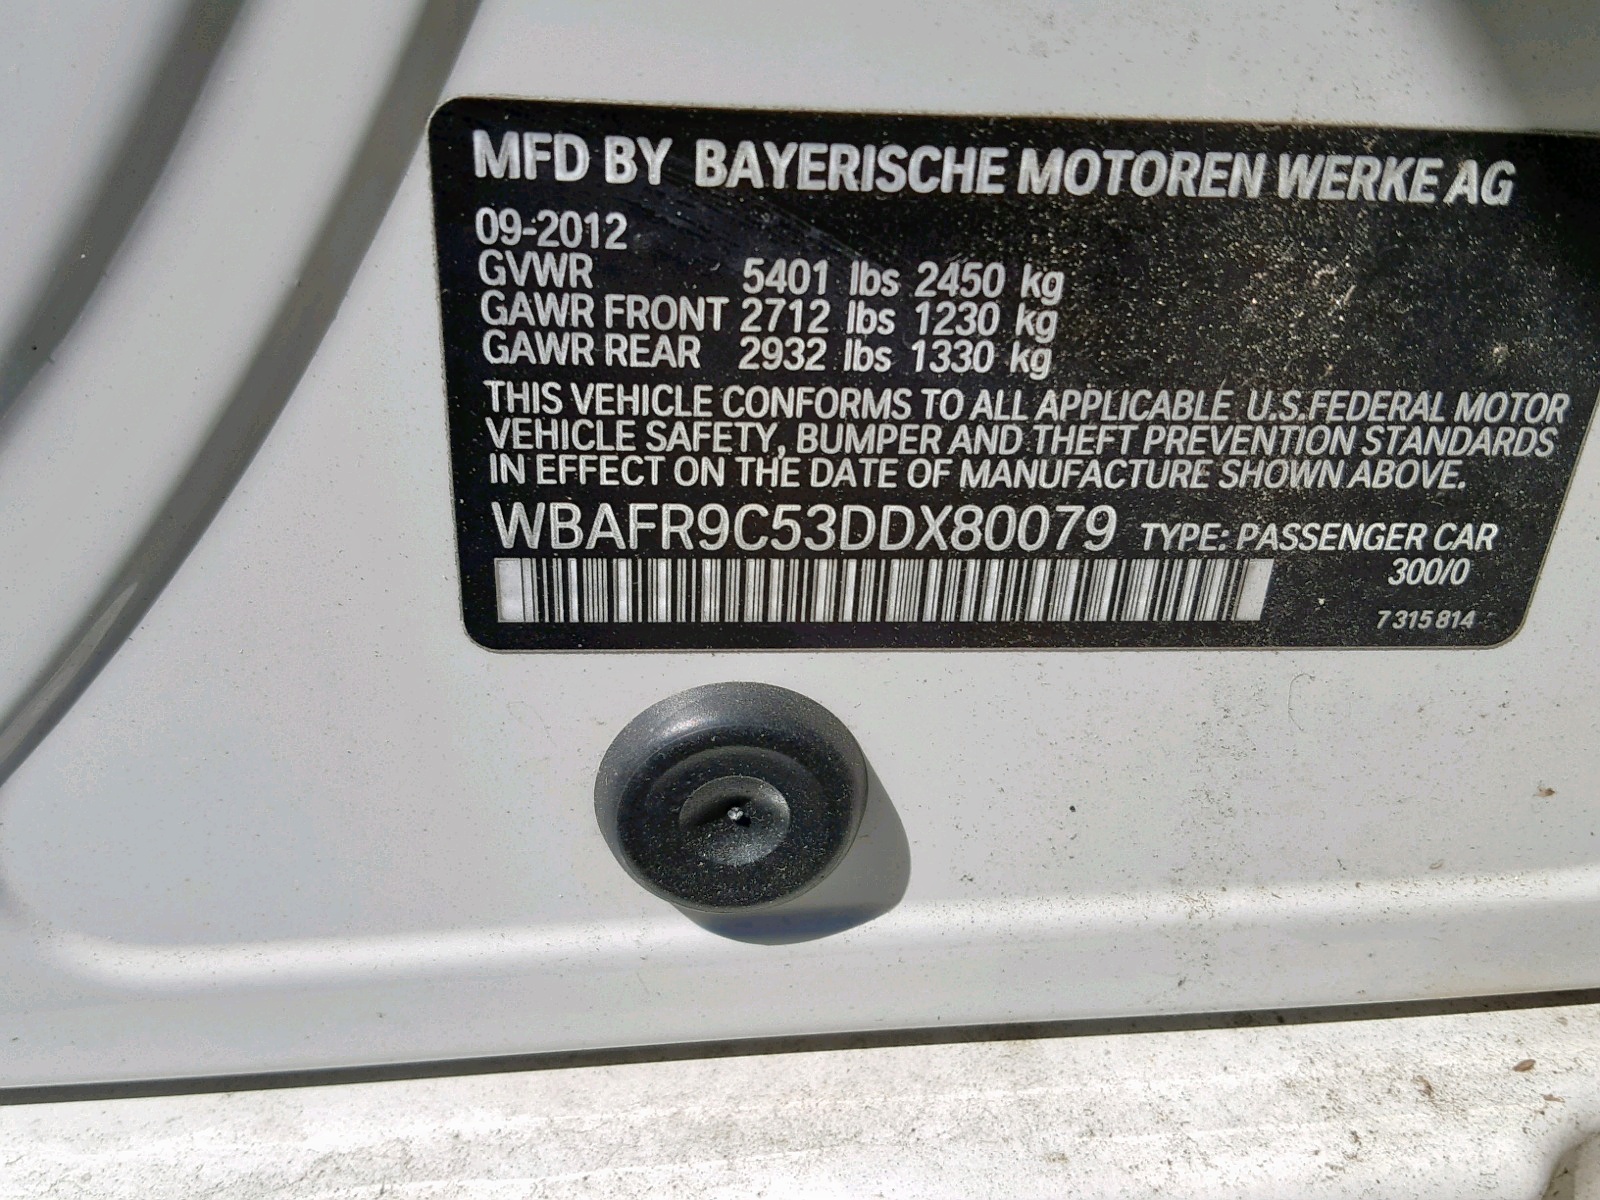 MFD BY BAYERISCHE MOTOREN WERKE AG
09-2012
GVWR 5401 lbs 2450 kg
GAWR FRONT 2712 lbs 1230 kg
GAWR REAR 2932 lbs 1330 kg
THIS VEHICLE CONFORMS TO ALL APPLICABLE U.S.FEDERAL MOTOR
VEHICLE SAFETY, BUMPER AND THEFT PREVENTION STANDARDS
IN EFFECT ON THE DATE OF MANUFACTURE SHOWN ABOVE.
WBAFR9C53DDX80079 TYPE: PASSENGER CAR
300/0
7 315 814